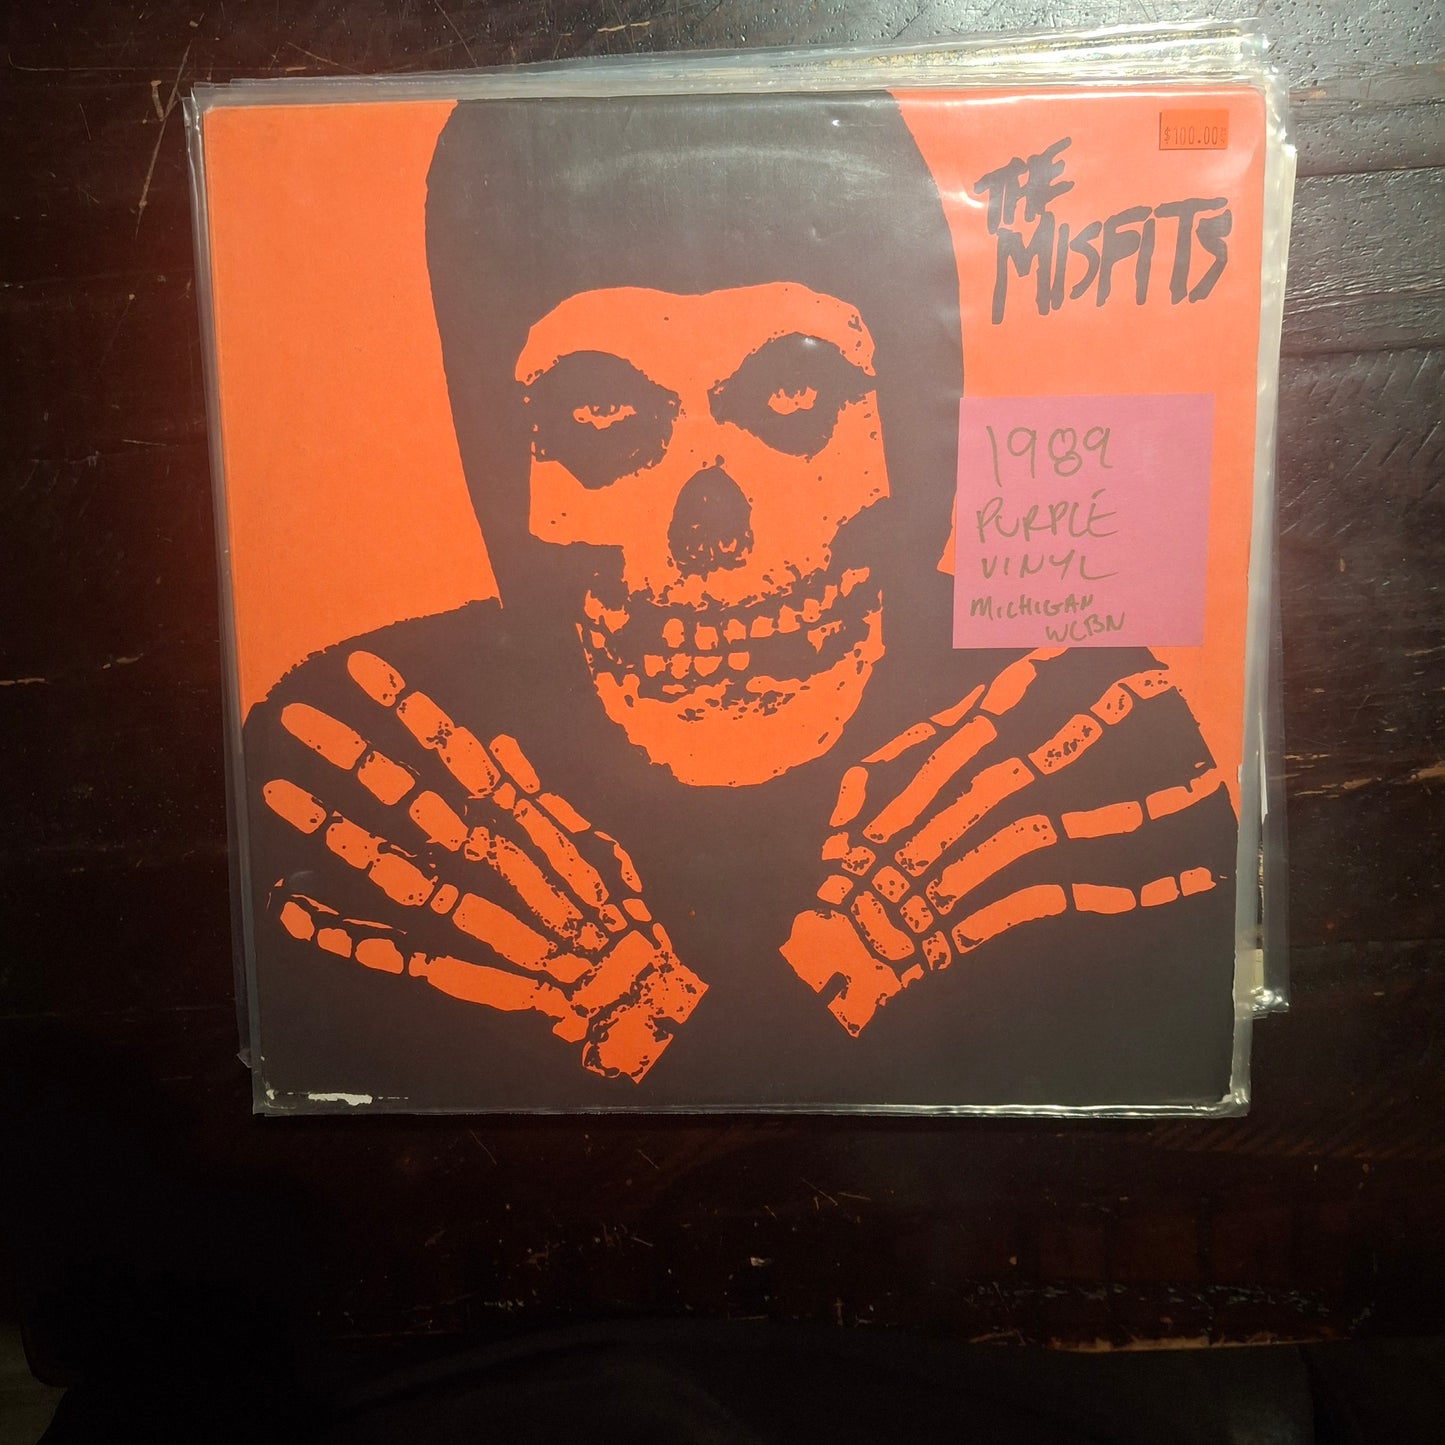 $100.00
THE
MISFITS
1989
PURPLE
VINYL
MICHIGAN
WCBN